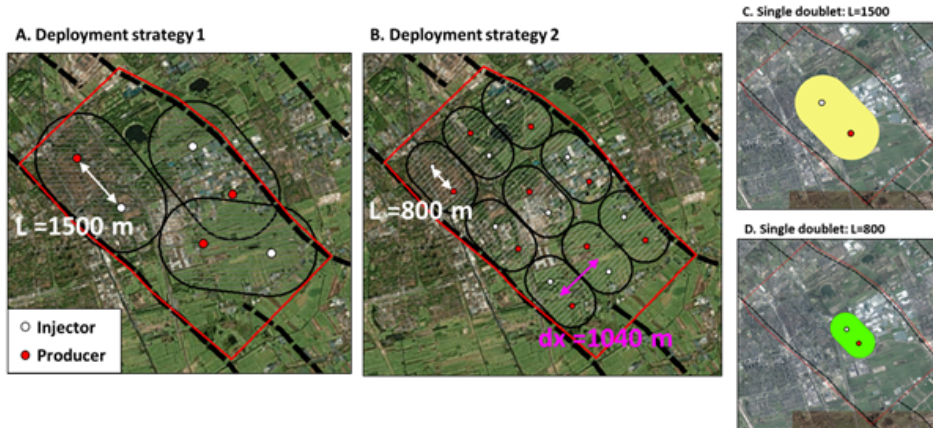 A. Deployment strategy 1
L = 1500 m
Injector
Producer
B. Deployment strategy 2
L =800 m
dx =1040 m
C. Single doublet: L=1500
D. Single doublet: L=800